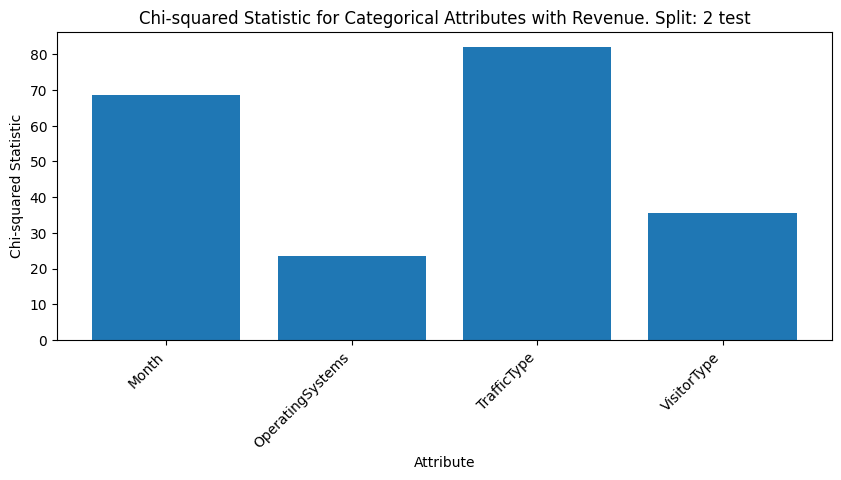 Chi-squared Statistic for Categorical Attributes with Revenue. Split: 2 test
Chi-squared Statistic
80
70
60
50
40
30
20
10
0
Month
OperatingSystems
TrafficType
VisitorType
Attribute